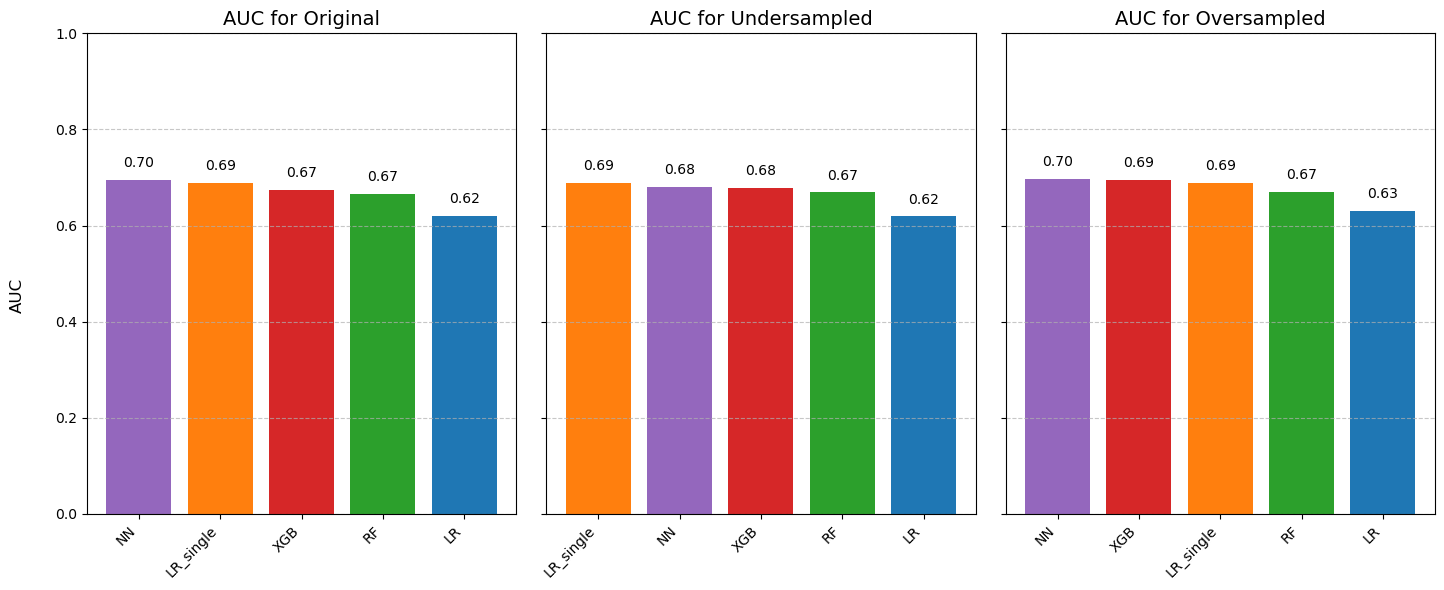 AUC for Original
AUC for Undersampled
AUC for Oversampled
AUC
1.0
0.8
0.6
0.4
0.2
0.0
0.70
0.69
0.67
0.67
0.62
NN
LR_single
XGB
RF
LR
0.69
0.68
0.68
0.67
0.62
LR_single
NN
XGB
RF
LR
0.70
0.69
0.69
0.67
0.63
NN
XGB
LR_single
RF
LR